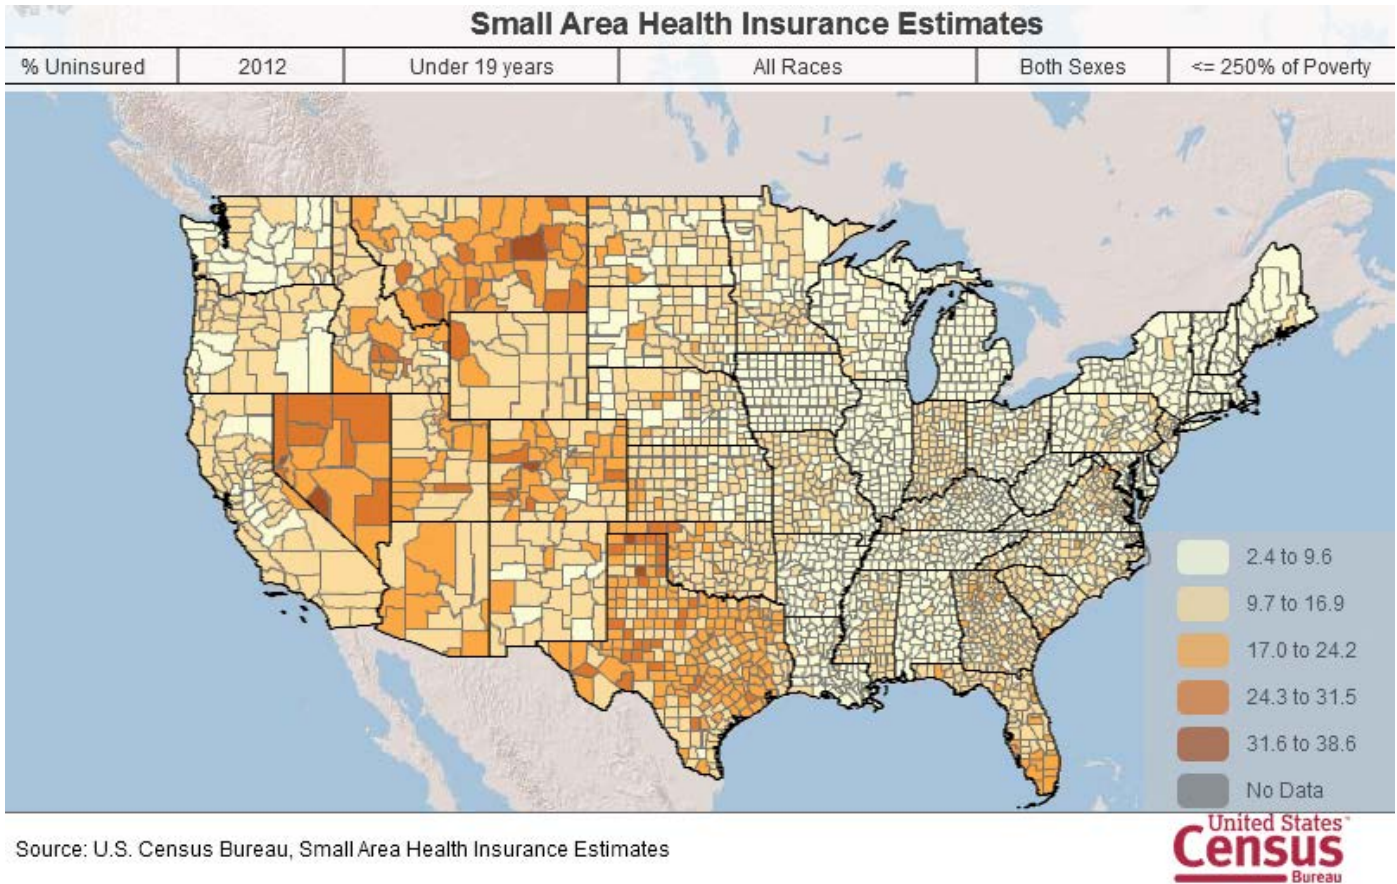 Small Area Health Insurance Estimates
% Uninsured 2012 Under 19 years All Races Both Sexes <= 250% of Poverty
2.4 to 9.6
9.7 to 16.9
17.0 to 24.2
24.3 to 31.5
31.6 to 38.6
No Data
Source: U.S. Census Bureau, Small Area Health Insurance Estimates
United States™
Census
Bureau